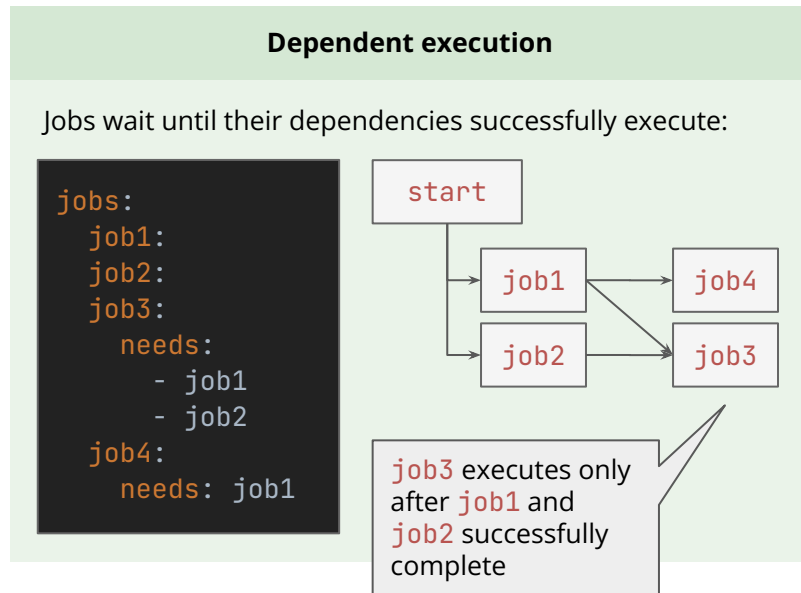 Dependent execution
Jobs wait until their dependencies successfully execute:
jobs:
  job1:
  job2:
  job3:
    needs:
      - job1
      - job2
  job4:
    needs: job1
start
job1
job4
job2
job3
job3 executes only
after job1 and
job2 successfully
complete